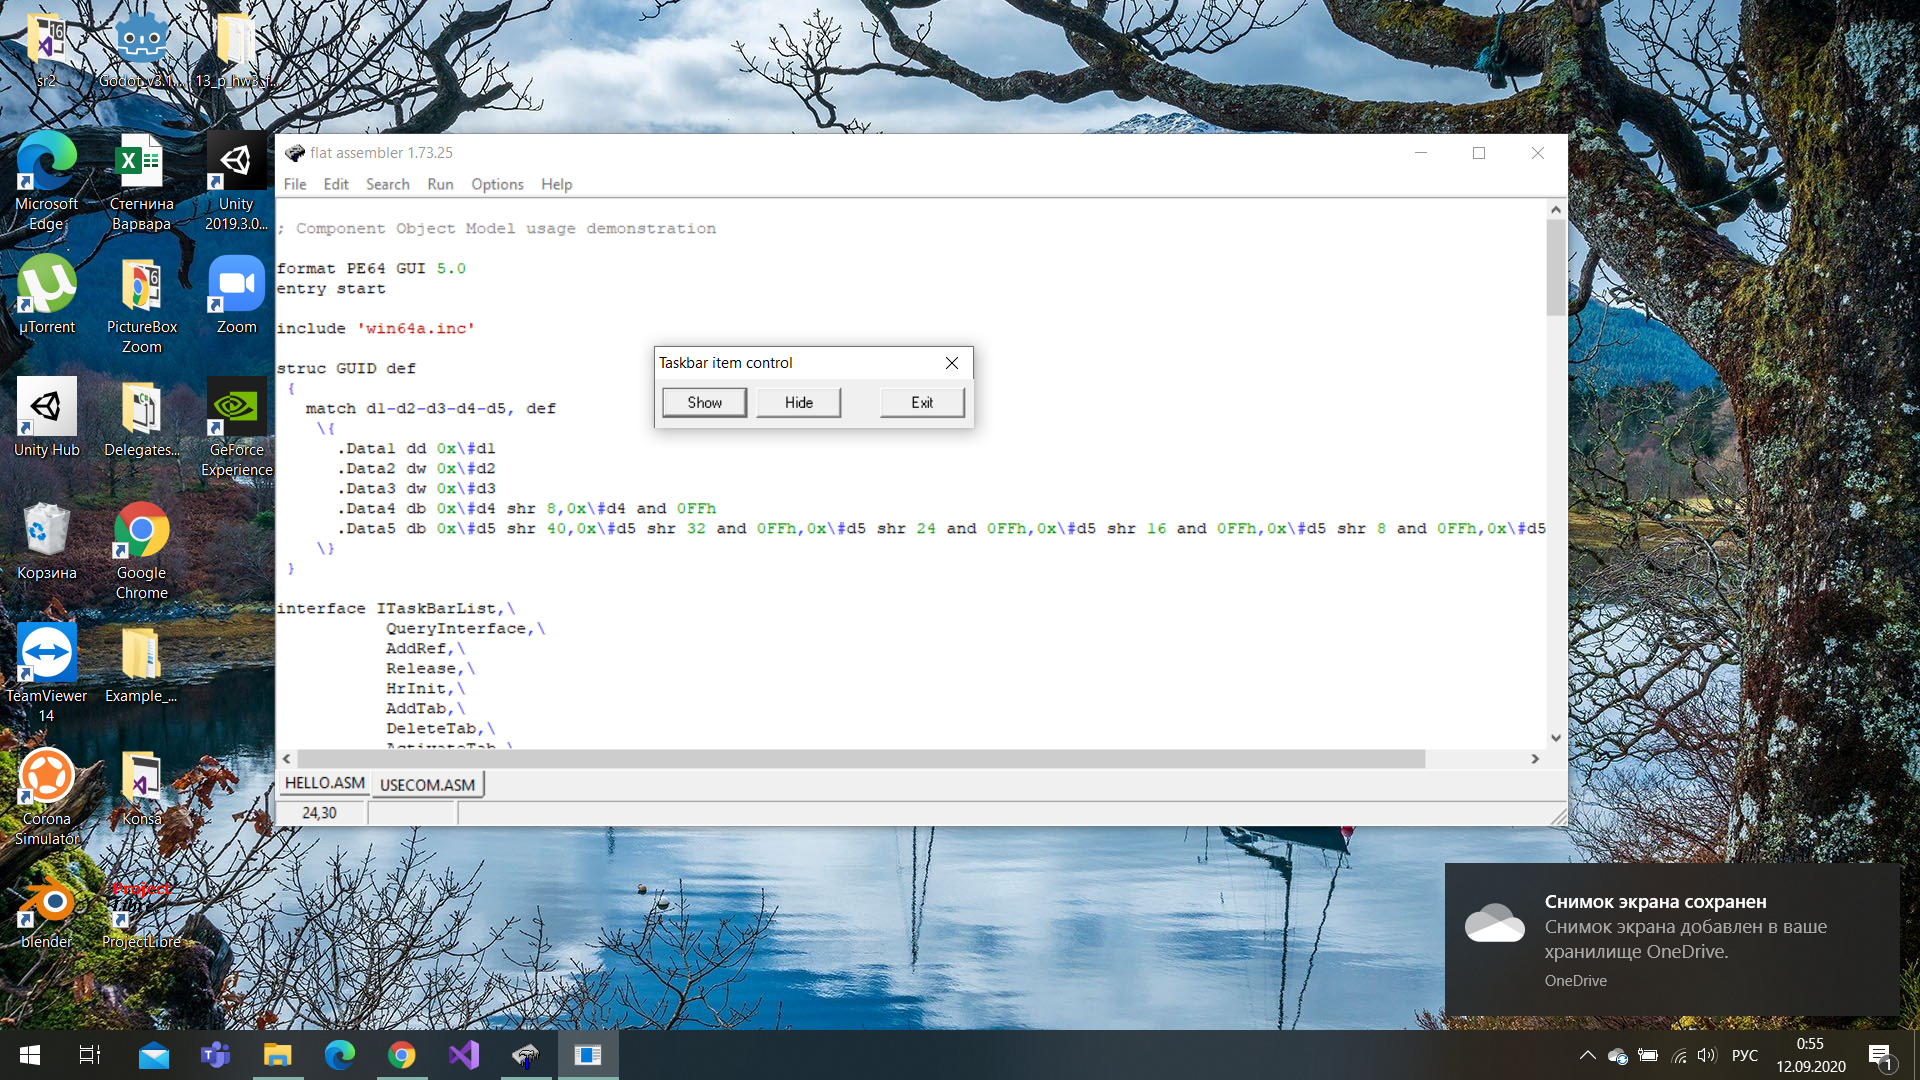 sr2
Godot_v3.1...
13_p_hw3_i...
Microsoft
Edge
Стегнина
Варвара
Unity
2019.3.0...
µTorrent
PictureBox
Zoom
Zoom
Unity Hub
Delegates...
GeForce
Experience
Корзина
Google
Chrome
TeamViewer
14
Example_...
Corona
Simulator
Konsa
blender
Project
Libre
ProjectLibre
flat assembler 1.73.25
File Edit Search Run Options Help
; Component Object Model usage demonstration
format PE64 GUI 5.0
entry start
include 'win64a.inc'
struc GUID def
{
match d1-d2-d3-d4-d5, def
\{
.Data1 dd 0x\#d1
.Data2 dw 0x\#d2
.Data3 dw 0x\#d3
.Data4 db 0x\#d4 shr 8,0x\#d4 and 0FFh
.Data5 db 0x\#d5 shr 40,0x\#d5 shr 32 and 0FFh,0x\#d5 shr 24 and 0FFh,0x\#d5 shr 16 and 0FFh,0x\#d5 shr 8 and 0FFh,0x\#d5
\}
}
interface ITaskBarList,\
QueryInterface,\
AddRef,\
Release,\
HrInit,\
AddTab,\
DeleteTab,\
ActivateTab,\
Taskbar item control
Show Hide Exit
HELLO.ASM USECOM.ASM
24,30
Снимок экрана сохранен
Снимок экрана добавлен в ваше
хранилище OneDrive.
OneDrive
РУС
0:55
12.09.2020
1